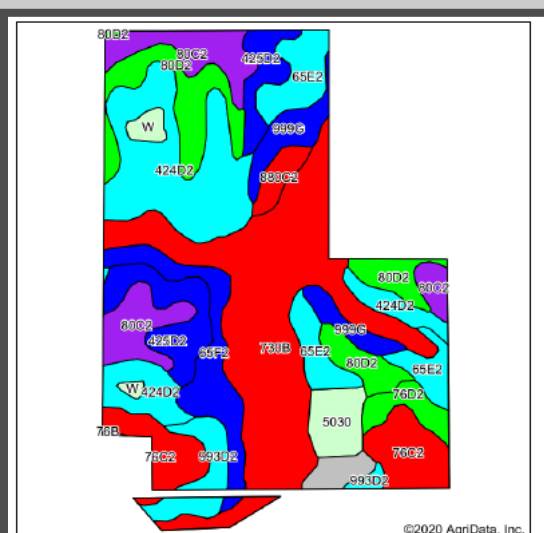 80D2
80C2
80D2
425D2
65E2
W
999G
424D2
880C2
80D2
80C2
424D2
80C2
425D2
999G
730B
65E2
65F2
80D2
65E2
W
424D2
76D2
5030
76B
76C2
993D2
76C2
993D2
©2020 AgriData, Inc.